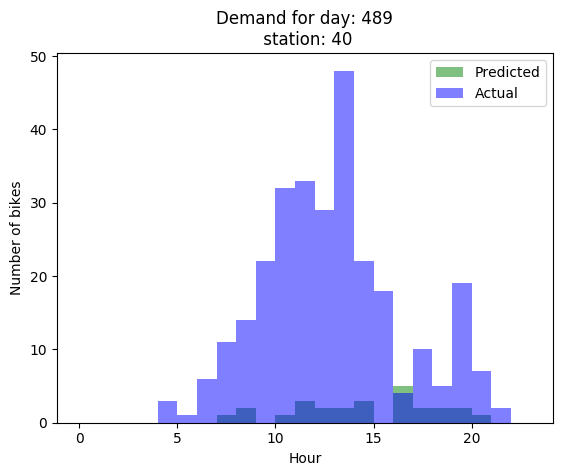 Demand for day: 489
station: 40
Predicted
Actual
Number of bikes
50
40
30
20
10
0
0 5 10 15 20
Hour